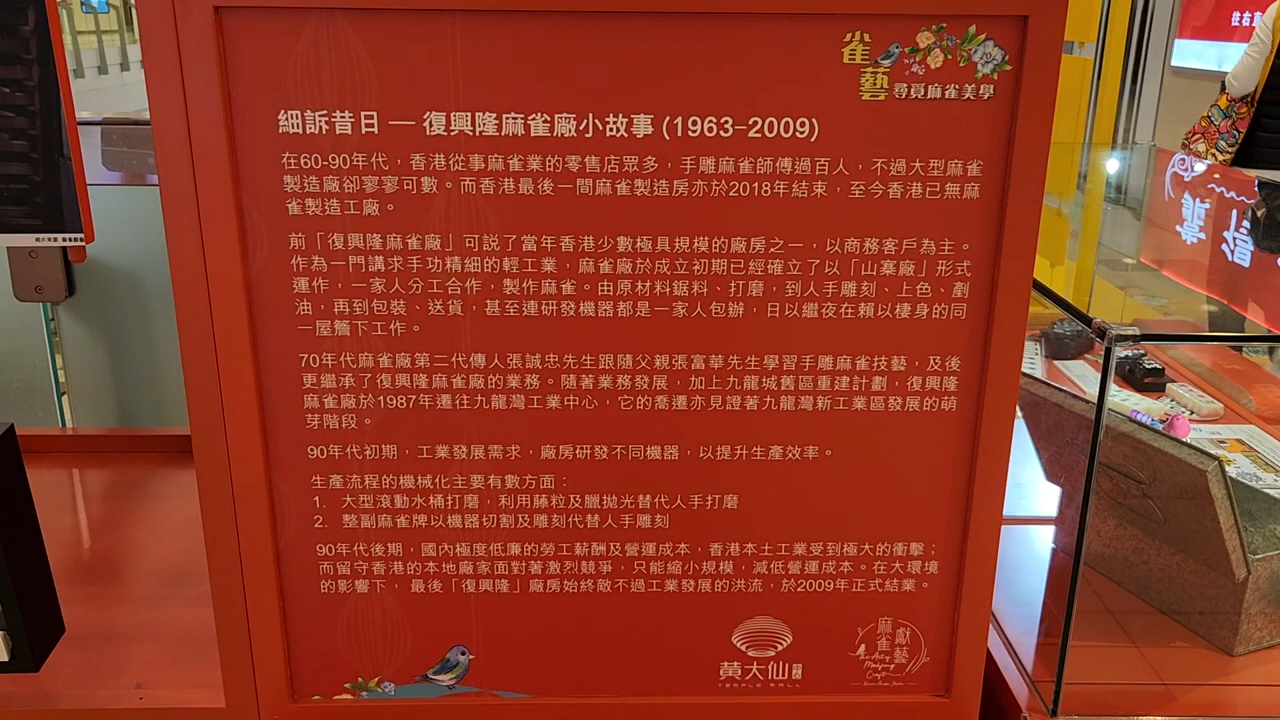 雀藝
尋覓麻雀美學
細訴昔日 — 復興隆麻雀廠小故事 (1963-2009)
在60-90年代，香港從事麻雀業的零售店眾多，手雕麻雀師傅過百人，不過大型麻雀
製造廠卻寥寥可數。而香港最後一間麻雀製造房亦於2018年結束，至今香港已無麻
雀製造工廠。
前「復興隆麻雀廠」可説了當年香港少數極具規模的廠房之一，以商務客戶為主。
作為一門講求手功精細的輕工業，麻雀廠於成立初期已經確立了以「山寨廠」形式
運作，一家人分工合作，製作麻雀。由原材料鋸料、打磨，到人手雕刻、上色、剷
油，再到包裝、送貨，甚至連研發機器都是一家人包辦，日以繼夜在賴以棲身的同
一屋簷下工作。
70年代麻雀廠第二代傳人張誠忠先生跟隨父親張富華先生學習手雕麻雀技藝，及後
更繼承了復興隆麻雀廠的業務。隨著業務發展，加上九龍城舊區重建計劃，復興隆
麻雀廠於1987年遷往九龍灣工業中心，它的喬遷亦見證著九龍灣新工業區發展的萌
芽階段。
90年代初期，工業發展需求，廠房研發不同機器，以提升生產效率。
生產流程的機械化主要有數方面：
1. 大型滾動水桶打磨，利用藤粒及臘拋光替代人手打磨
2. 整副麻雀牌以機器切割及雕刻代替人手雕刻
90年代後期，國內極度低廉的勞工薪酬及營運成本，香港本土工業受到極大的衝擊；
而留守香港的本地廠家面對著激烈競爭，只能縮小規模，減低營運成本。在大環境
的影響下， 最後「復興隆」廠房始終敵不過工業發展的洪流，於2009年正式結業。
黃大仙中心
TEMPLE MALL
麻雀獻藝
The Art of
Mahjong
Craft
往右直